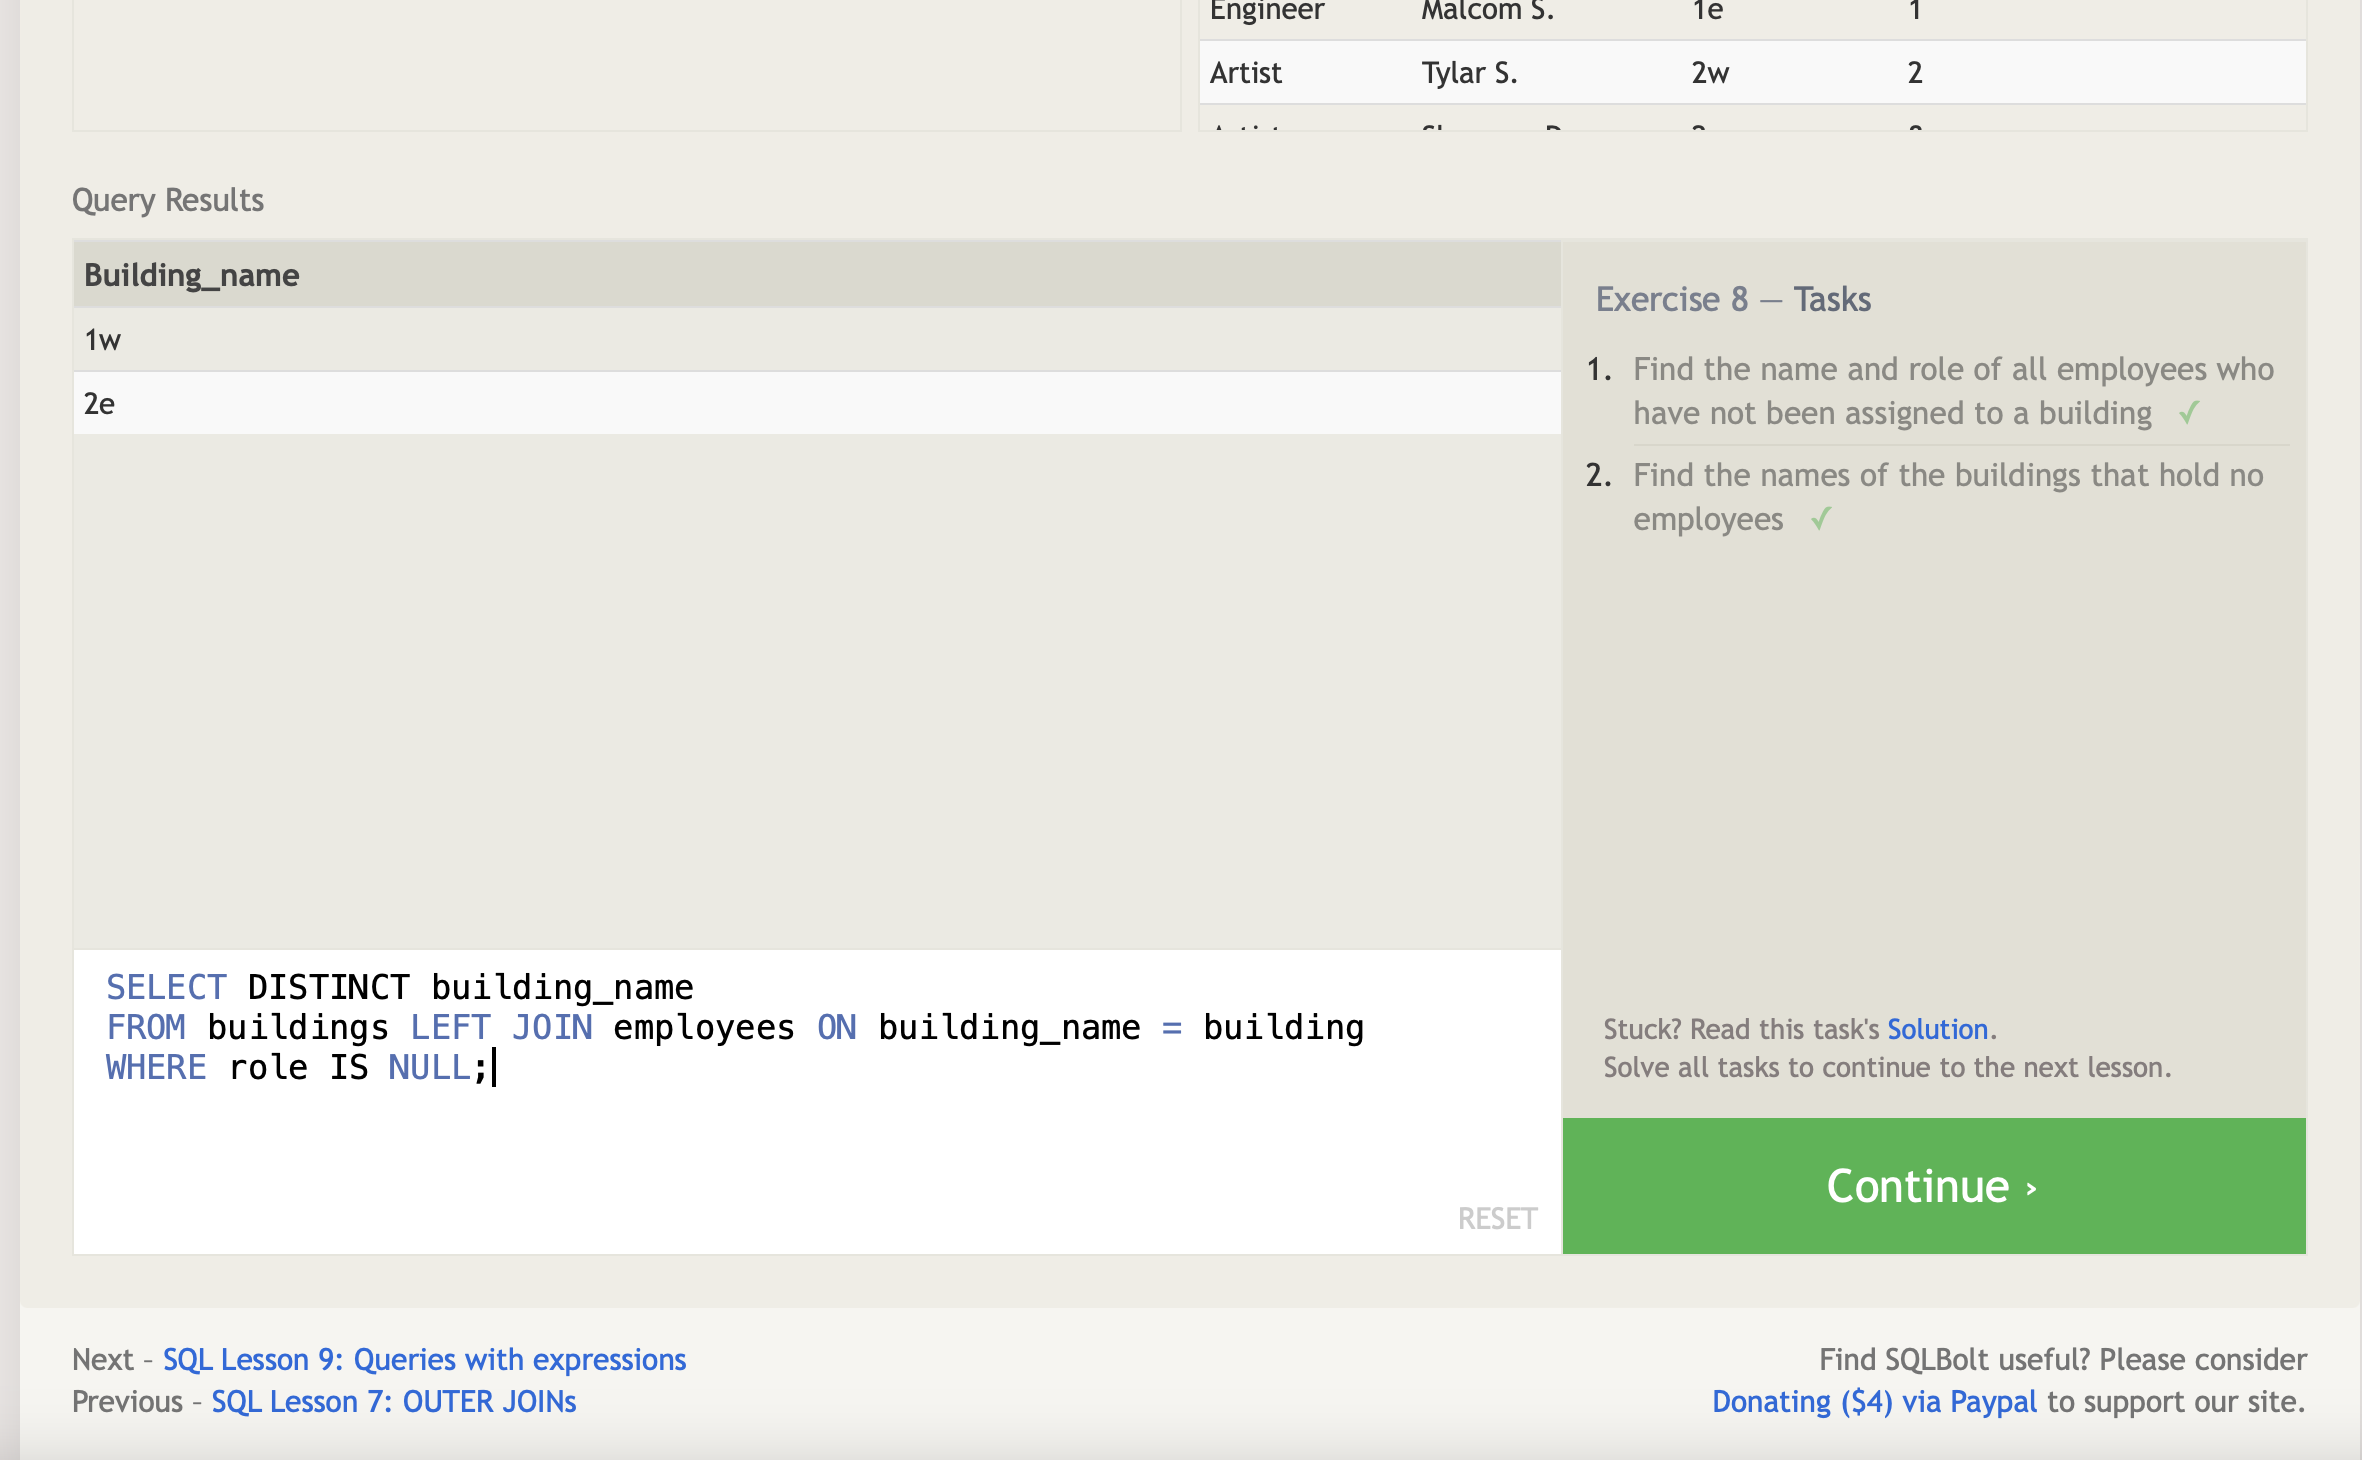 Engineer Malcom S. 1e 1
Artist Tylar S. 2w 2
Query Results
Building_name
1w
2e
Exercise 8 — Tasks
1. Find the name and role of all employees who
have not been assigned to a building ✓
2. Find the names of the buildings that hold no
employees ✓
SELECT DISTINCT building_name
FROM buildings LEFT JOIN employees ON building_name = building
WHERE role IS NULL;
RESET
Stuck? Read this task's Solution.
Solve all tasks to continue to the next lesson.
Continue ›
Next – SQL Lesson 9: Queries with expressions
Previous – SQL Lesson 7: OUTER JOINs
Find SQLBolt useful? Please consider
Donating ($4) via Paypal to support our site.